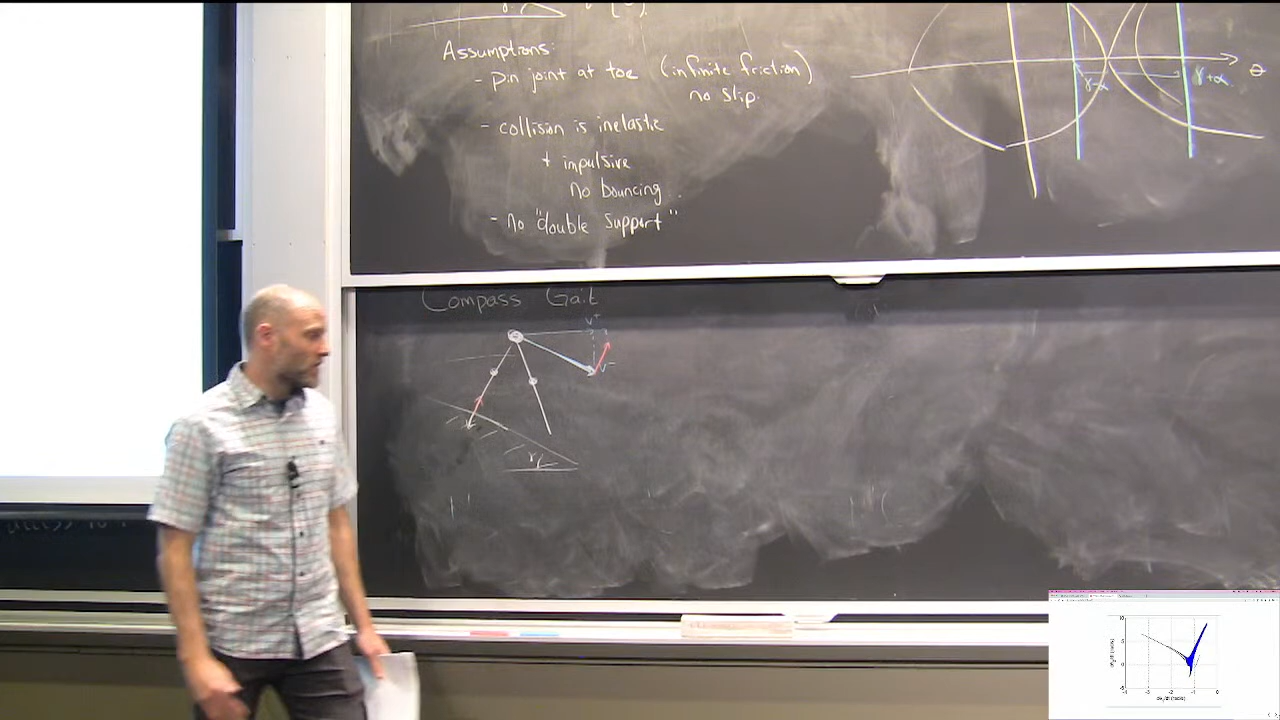 Assumptions:
- pin joint at toe (infinite friction)
no slip.
- collision is inelastic
+ impulsive
no bouncing..
- no "double support"
θ
γ-α
γ+α
Compass Gait
v+
v-
γ